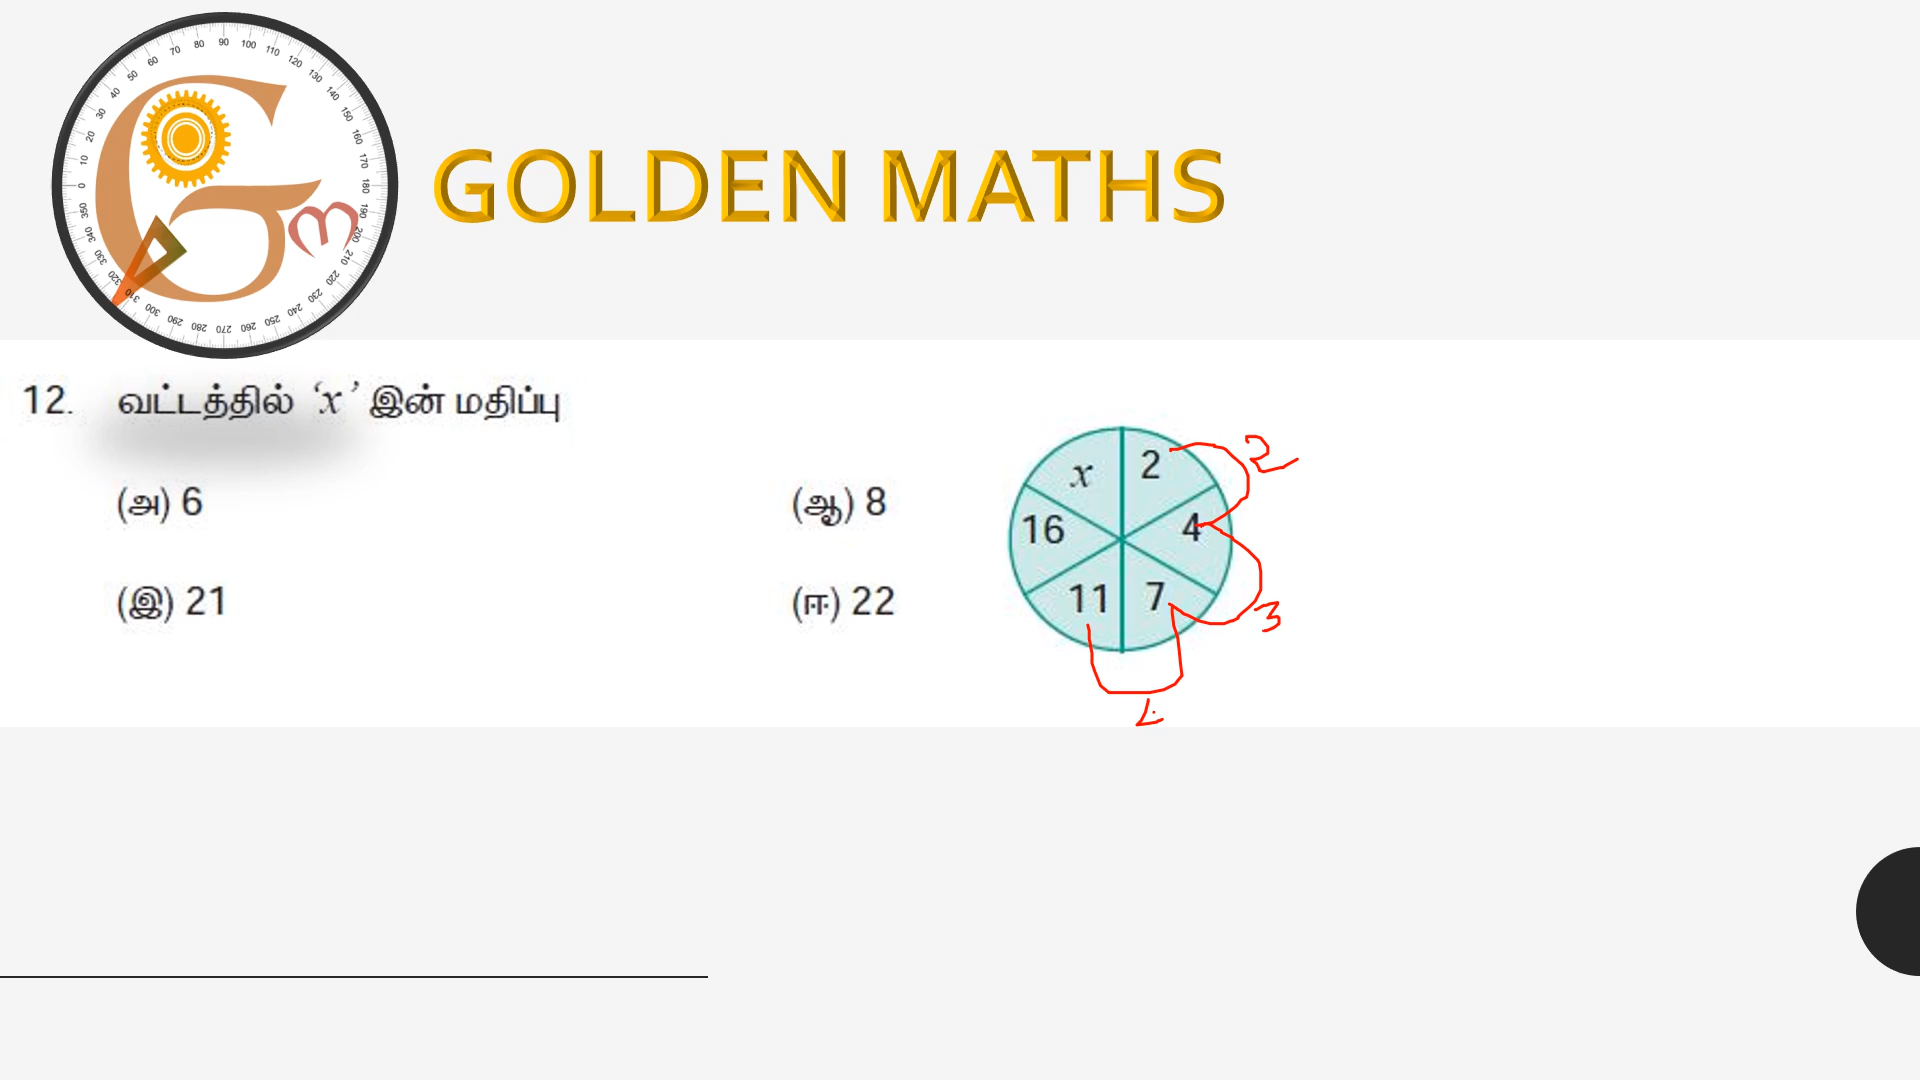 GOLDEN MATHS
12. வட்டத்தில் ‘x’ இன் மதிப்பு
(அ) 6 (ஆ) 8
(இ) 21 (ஈ) 22
x 2
16 4
11 7
2
3